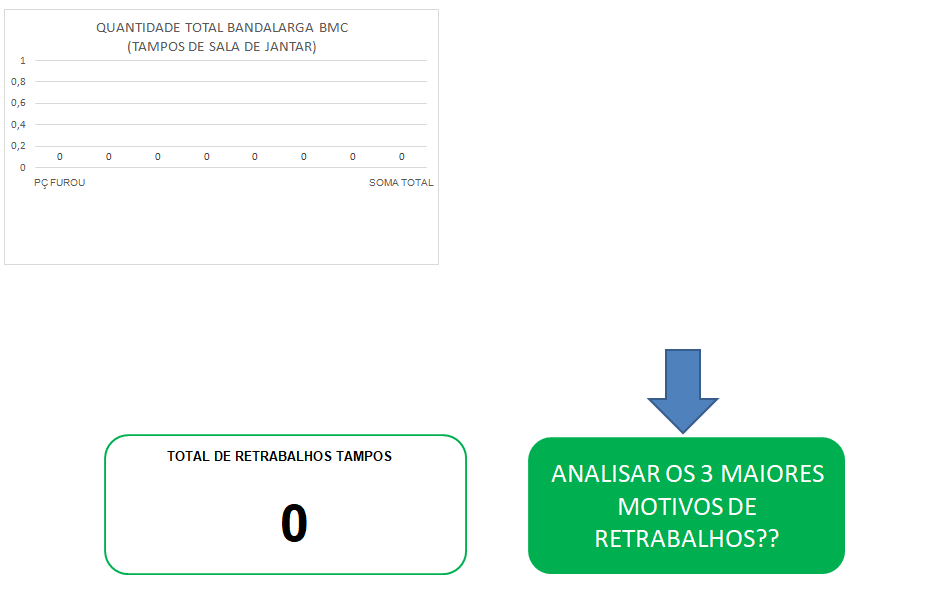 QUANTIDADE TOTAL BANDALARGA BMC
(TAMPOS DE SALA DE JANTAR)
1
0,8
0,6
0,4
0,2
0
0 0 0 0 0 0 0 0
PÇ FUROU SOMA TOTAL
TOTAL DE RETRABALHOS TAMPOS
0
ANALISAR OS 3 MAIORES
MOTIVOS DE
RETRABALHOS??